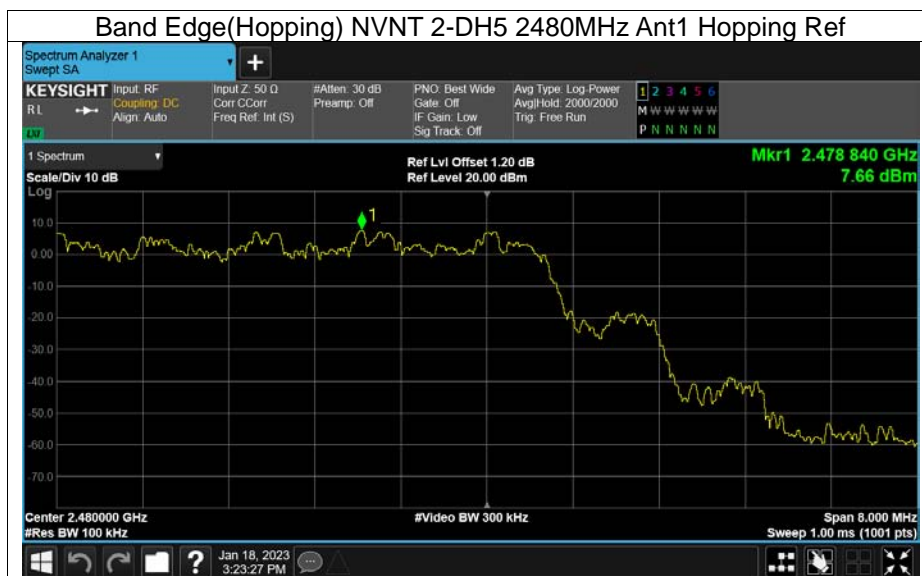 Band Edge(Hopping) NVNT 2-DH5 2480MHz Ant1 Hopping Ref
Spectrum Analyzer 1
Swept SA
+
KEYSIGHT
R L
LXI
Input: RF
Coupling: DC
Align: Auto
Input Z: 50 Ω
Corr CCorr
Freq Ref: Int (S)
#Atten: 30 dB
Preamp: Off
PNO: Best Wide
Gate: Off
IF Gain: Low
Sig Track: Off
Avg Type: Log-Power
Avg|Hold: 2000/2000
Trig: Free Run
1 2 3 4 5 6
M W W W W W
P N N N N N
1 Spectrum
Scale/Div 10 dB
Log
Ref Lvl Offset 1.20 dB
Ref Level 20.00 dBm
Mkr1 2.478 840 GHz
7.66 dBm
1
10.0
0.00
-10.0
-20.0
-30.0
-40.0
-50.0
-60.0
-70.0
Center 2.480000 GHz
#Res BW 100 kHz
#Video BW 300 kHz
Span 8.000 MHz
Sweep 1.00 ms (1001 pts)
?
Jan 18, 2023
3:23:27 PM